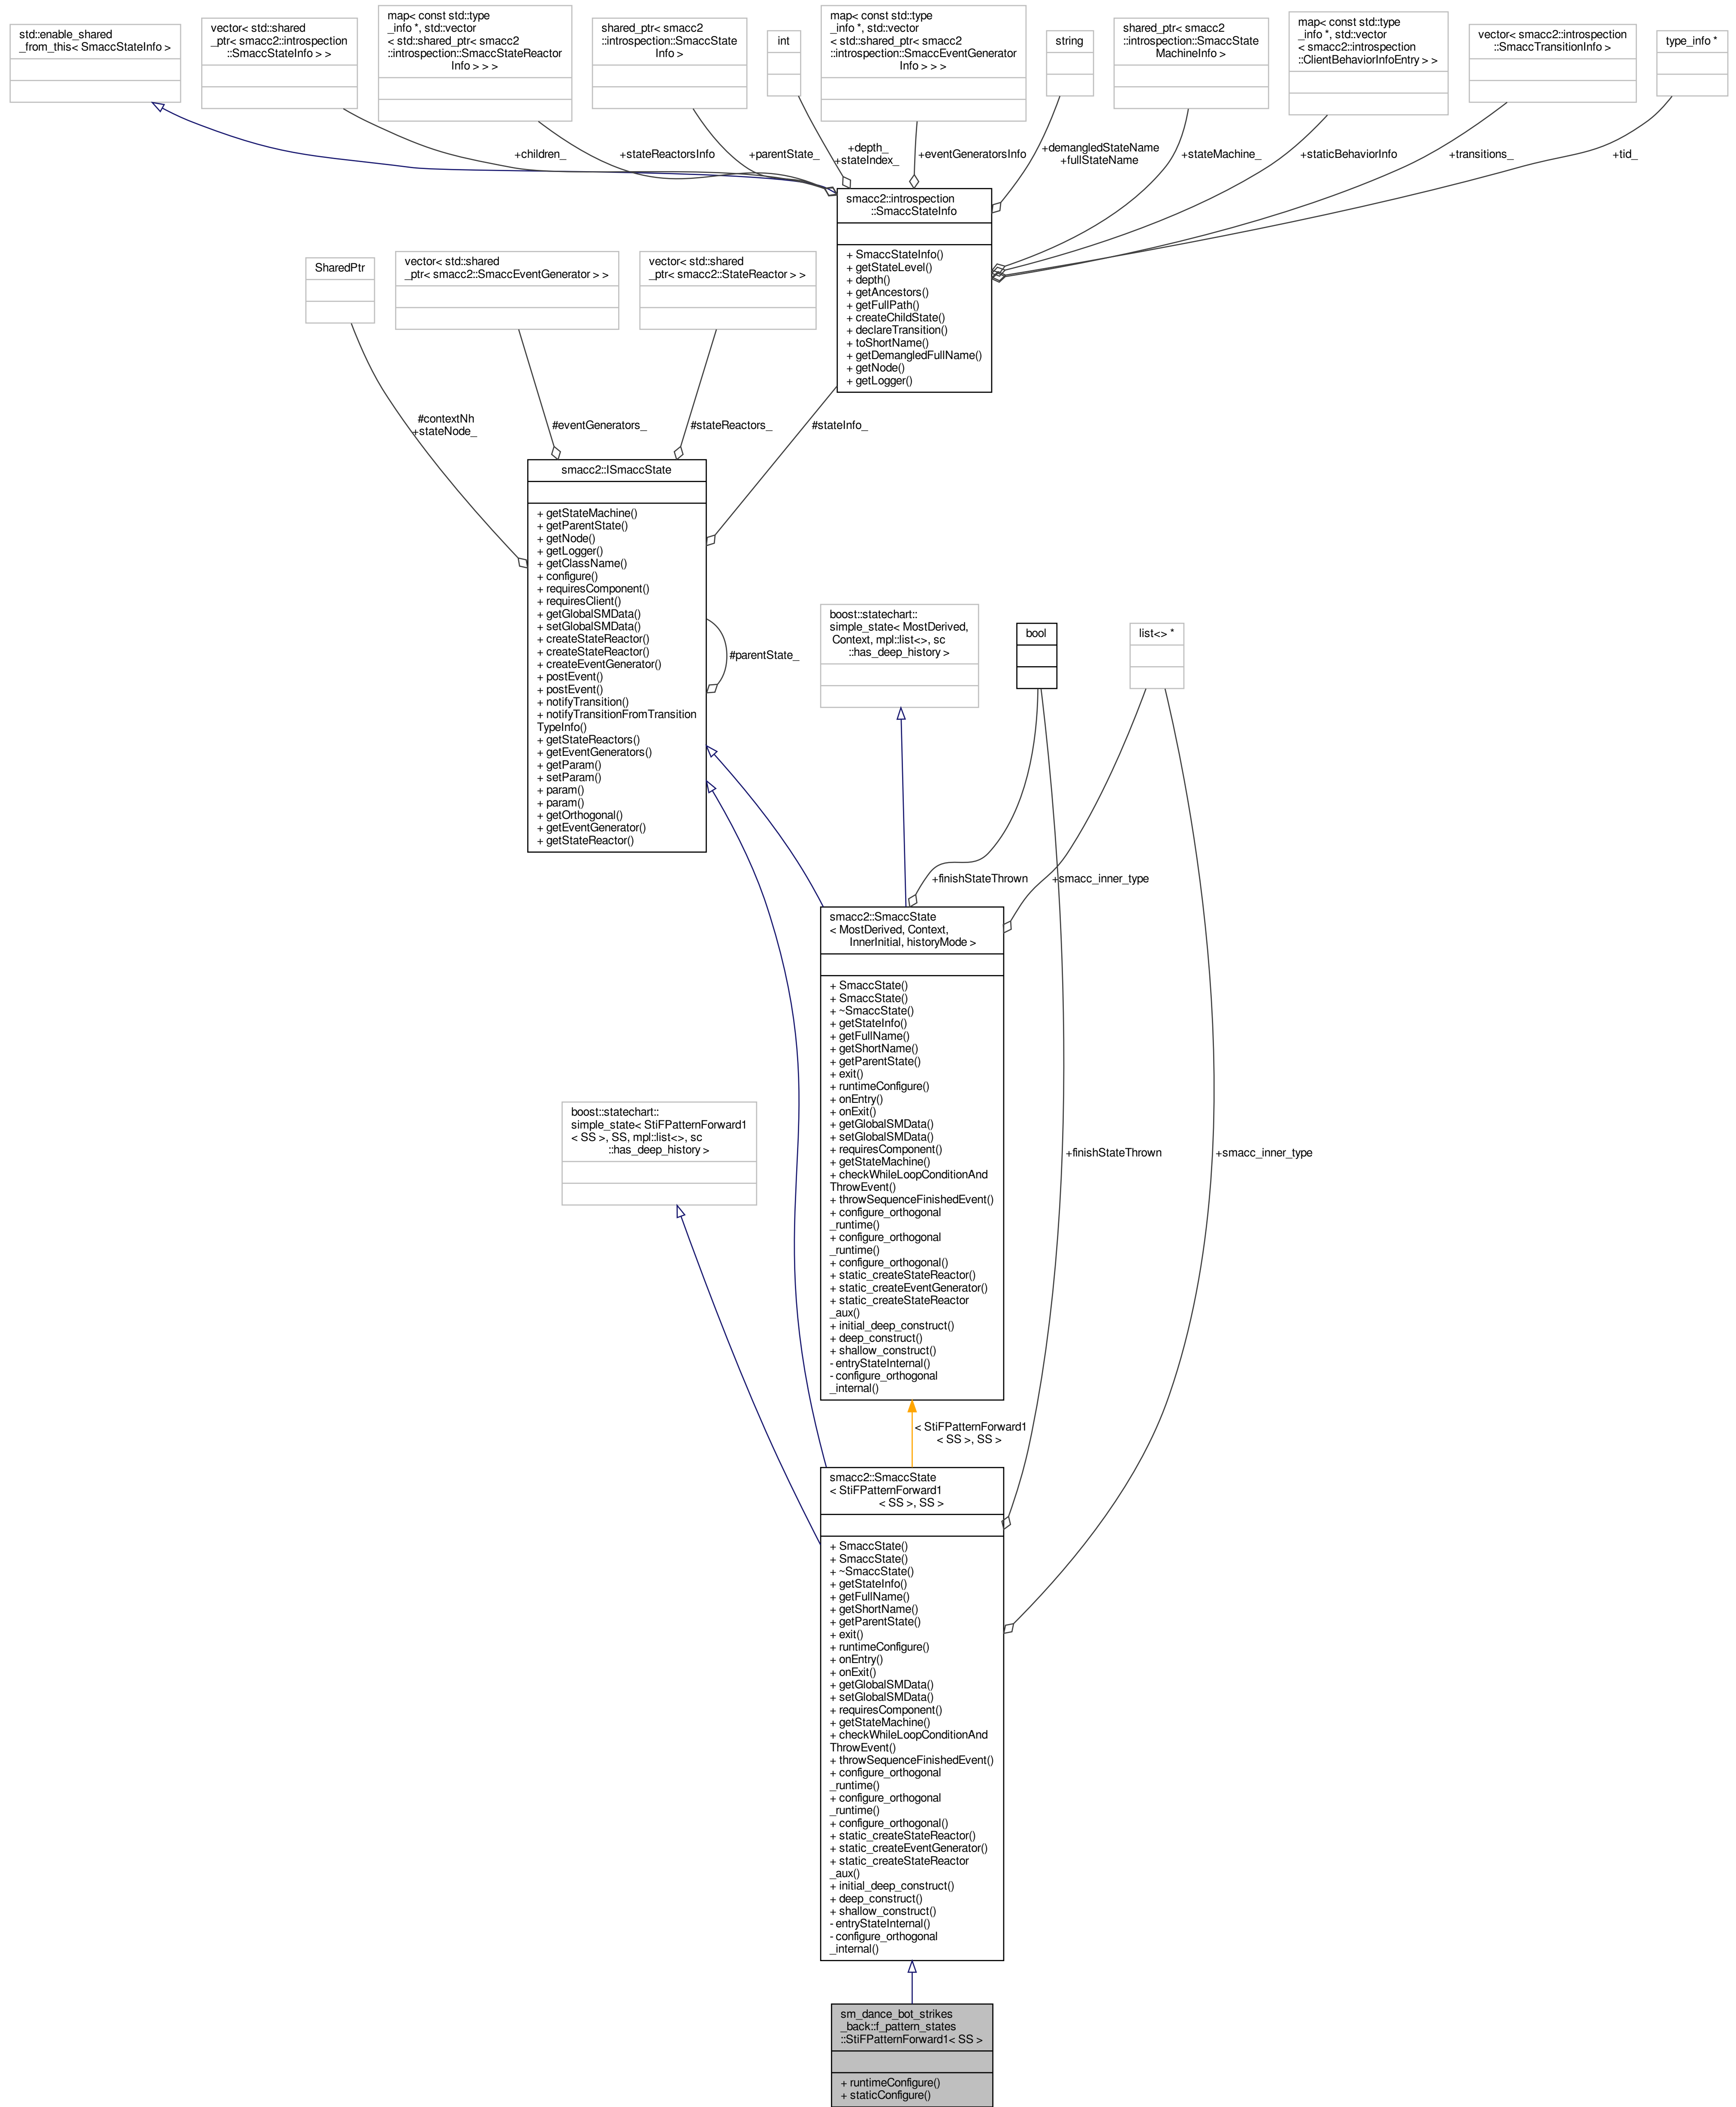 std::enable_shared
_from_this< SmaccStateInfo >
vector< std::shared
_ptr< smacc2::introspection
::SmaccStateInfo > >
map< const std::type
_info *, std::vector
< std::shared_ptr< smacc2
::introspection::SmaccStateReactor
Info > > >
shared_ptr< smacc2
::introspection::SmaccState
Info >
int
map< const std::type
_info *, std::vector
< std::shared_ptr< smacc2
::introspection::SmaccEventGenerator
Info > > >
string
shared_ptr< smacc2
::introspection::SmaccState
MachineInfo >
map< const std::type
_info *, std::vector
< smacc2::introspection
::ClientBehaviorInfoEntry > >
vector< smacc2::introspection
::SmaccTransitionInfo >
type_info *
+children_
+stateReactorsInfo
+parentState_
+depth_
+stateIndex_
+eventGeneratorsInfo
+demangledStateName
+fullStateName
+stateMachine_
+staticBehaviorInfo
+transitions_
+tid_
smacc2::introspection
::SmaccStateInfo
+ SmaccStateInfo()
+ getStateLevel()
+ depth()
+ getAncestors()
+ getFullPath()
+ createChildState()
+ declareTransition()
+ toShortName()
+ getDemangledFullName()
+ getNode()
+ getLogger()
SharedPtr
vector< std::shared
_ptr< smacc2::SmaccEventGenerator > >
vector< std::shared
_ptr< smacc2::StateReactor > >
#contextNh
+stateNode_
#eventGenerators_
#stateReactors_
#stateInfo_
smacc2::ISmaccState
+ getStateMachine()
+ getParentState()
+ getNode()
+ getLogger()
+ getClassName()
+ configure()
+ requiresComponent()
+ requiresClient()
+ getGlobalSMData()
+ setGlobalSMData()
+ createStateReactor()
+ createStateReactor()
+ createEventGenerator()
+ postEvent()
+ postEvent()
+ notifyTransition()
+ notifyTransitionFromTransition
TypeInfo()
+ getStateReactors()
+ getEventGenerators()
+ getParam()
+ setParam()
+ param()
+ param()
+ getOrthogonal()
+ getEventGenerator()
+ getStateReactor()
#parentState_
boost::statechart::
simple_state< MostDerived,
Context, mpl::list<>, sc
::has_deep_history >
bool
list<> *
+finishStateThrown
+smacc_inner_type
smacc2::SmaccState
< MostDerived, Context,
InnerInitial, historyMode >
+ SmaccState()
+ SmaccState()
+ ~SmaccState()
+ getStateInfo()
+ getFullName()
+ getShortName()
+ getParentState()
+ exit()
+ runtimeConfigure()
+ onEntry()
+ onExit()
+ getGlobalSMData()
+ setGlobalSMData()
+ requiresComponent()
+ getStateMachine()
+ checkWhileLoopConditionAnd
ThrowEvent()
+ throwSequenceFinishedEvent()
+ configure_orthogonal
_runtime()
+ configure_orthogonal
_runtime()
+ configure_orthogonal()
+ static_createStateReactor()
+ static_createEventGenerator()
+ static_createStateReactor
_aux()
+ initial_deep_construct()
+ deep_construct()
+ shallow_construct()
- entryStateInternal()
- configure_orthogonal
_internal()
boost::statechart::
simple_state< StiFPatternForward1
< SS >, SS, mpl::list<>, sc
::has_deep_history >
+finishStateThrown
+smacc_inner_type
< StiFPatternForward1
< SS >, SS >
smacc2::SmaccState
< StiFPatternForward1
< SS >, SS >
+ SmaccState()
+ SmaccState()
+ ~SmaccState()
+ getStateInfo()
+ getFullName()
+ getShortName()
+ getParentState()
+ exit()
+ runtimeConfigure()
+ onEntry()
+ onExit()
+ getGlobalSMData()
+ setGlobalSMData()
+ requiresComponent()
+ getStateMachine()
+ checkWhileLoopConditionAnd
ThrowEvent()
+ throwSequenceFinishedEvent()
+ configure_orthogonal
_runtime()
+ configure_orthogonal
_runtime()
+ configure_orthogonal()
+ static_createStateReactor()
+ static_createEventGenerator()
+ static_createStateReactor
_aux()
+ initial_deep_construct()
+ deep_construct()
+ shallow_construct()
- entryStateInternal()
- configure_orthogonal
_internal()
sm_dance_bot_strikes
_back::f_pattern_states
::StiFPatternForward1< SS >
+ runtimeConfigure()
+ staticConfigure()